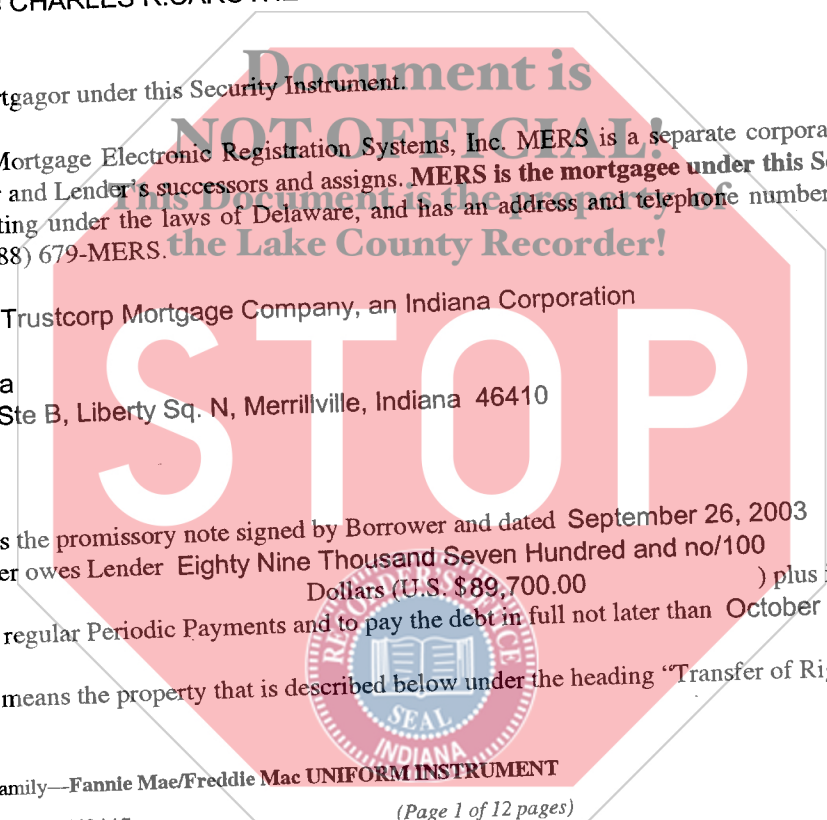 CHARLES R.
Document is
tgagor under this Security Instrument.
NOT OFFICIAL!
Mortgage Electronic Registration Systems, Inc. MERS is a separate corpora
r and Lender's successors and assigns. MERS is the mortgagee under this S
This Document is the property of
ting under the laws of Delaware, and has an address and telephone number
88) 679-MERS.
the Lake County Recorder!
Trustcorp Mortgage Company, an Indiana Corporation
STOP
a
Ste B, Liberty Sq. N, Merrillville, Indiana 46410
s the promissory note signed by Borrower and dated September 26, 2003
er owes Lender Eighty Nine Thousand Seven Hundred and no/100
Dollars (U.S. $89,700.00 ) plus i
regular Periodic Payments and to pay the debt in full not later than October
RECORDER'S OFFICE
means the property that is described below under the heading “Transfer of Ri
SEAL
INDIANA
amily—Fannie Mae/Freddie Mac UNIFORM INSTRUMENT
(Page 1 of 12 pages)